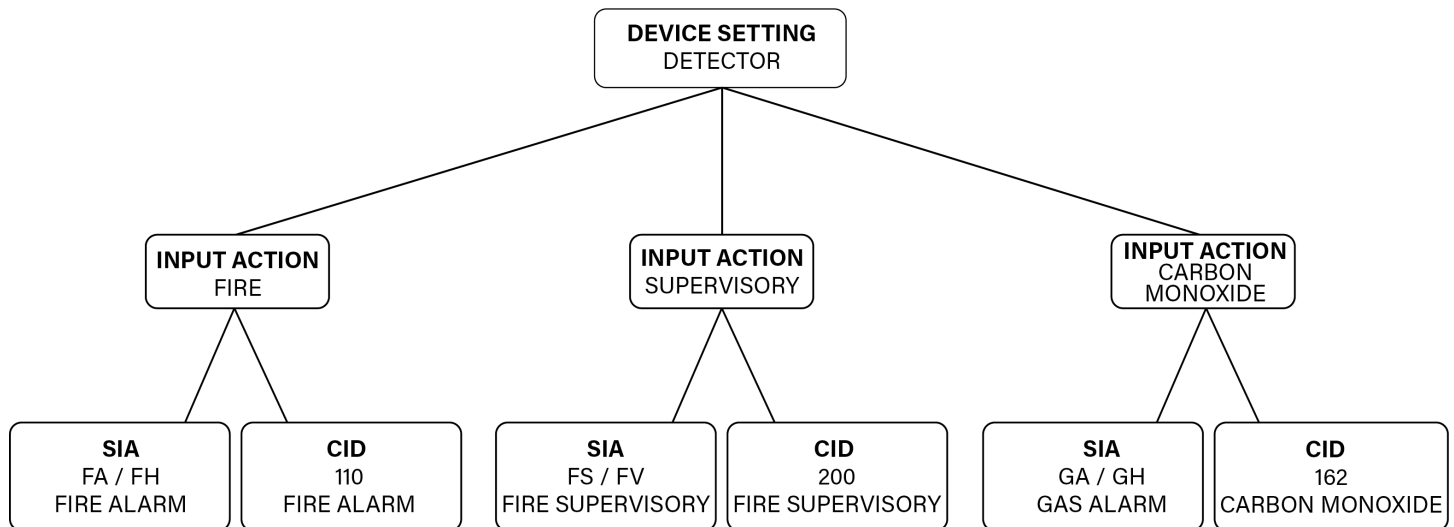 DEVICE SETTING
DETECTOR
INPUT ACTION
FIRE
INPUT ACTION
SUPERVISORY
INPUT ACTION
CARBON
MONOXIDE
SIA
FA / FH
FIRE ALARM
CID
110
FIRE ALARM
SIA
FS / FV
FIRE SUPERVISORY
CID
200
FIRE SUPERVISORY
SIA
GA / GH
GAS ALARM
CID
162
CARBON MONOXIDE